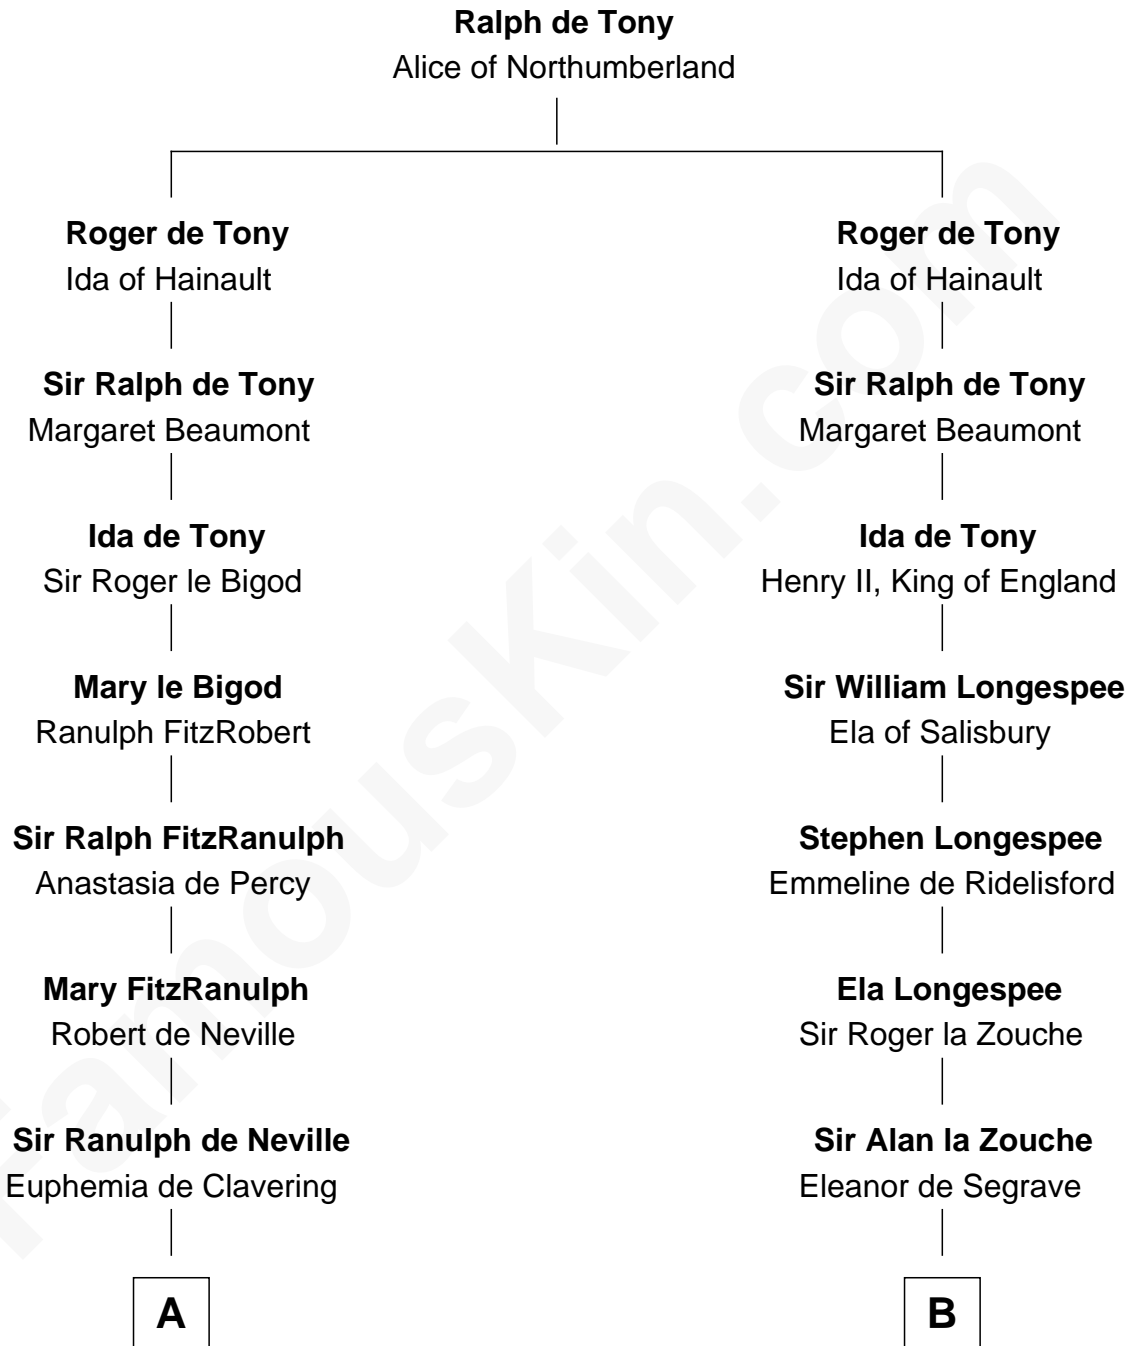 Ralph de Tony
Alice of Northumberland
Roger de Tony
Ida of Hainault
Sir Ralph de Tony
Margaret Beaumont
Ida de Tony
Sir Roger le Bigod
Mary le Bigod
Ranulph FitzRobert
Sir Ralph FitzRanulph
Anastasia de Percy
Mary FitzRanulph
Robert de Neville
Sir Ranulph de Neville
Euphemia de Clavering
A
Roger de Tony
Ida of Hainault
Sir Ralph de Tony
Margaret Beaumont
Ida de Tony
Henry II, King of England
Sir William Longespee
Ela of Salisbury
Stephen Longespee
Emmeline de Ridelisford
Ela Longespee
Sir Roger la Zouche
Sir Alan la Zouche
Eleanor de Segrave
B
FamousKin.com